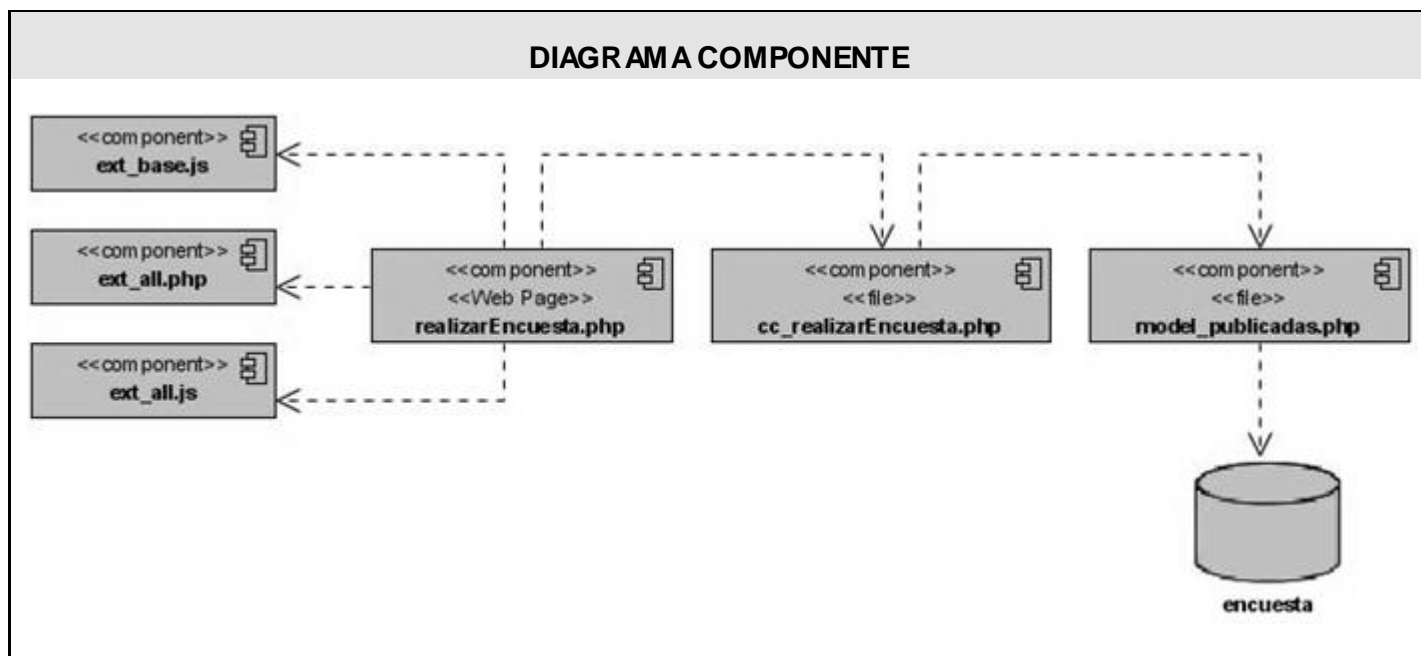 DIAGRAMA COMPONENTE
<<component>>
ext_base.js
<<component>>
ext_all.php
<<component>>
ext_all.js
<<component>>
<<Web Page>>
realizarEncuesta.php
<<component>>
<<file>>
cc_realizarEncuesta.php
<<component>>
<<file>>
model_publicadas.php
encuesta